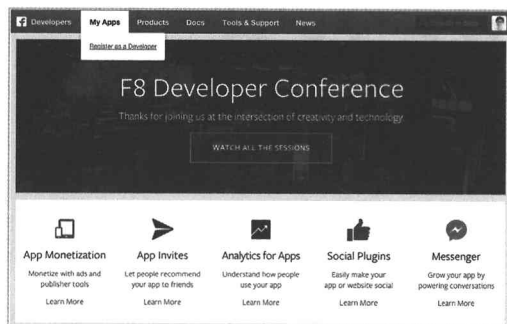 Developers My Apps Products Docs Tools & Support News
Register as a Developer
F8 Developer Conference
Thanks for joining us at the intersection of creativity and technology
WATCH ALL THE SESSIONS
App Monetization App Invites Analytics for Apps Social Plugins Messenger
Monetize with ads and Let people recommend Understand how people Easily make your Grow your app by
publisher tools your app to friends use your app app or website social powering conversations
Learn More Learn More Learn More Learn More Learn More